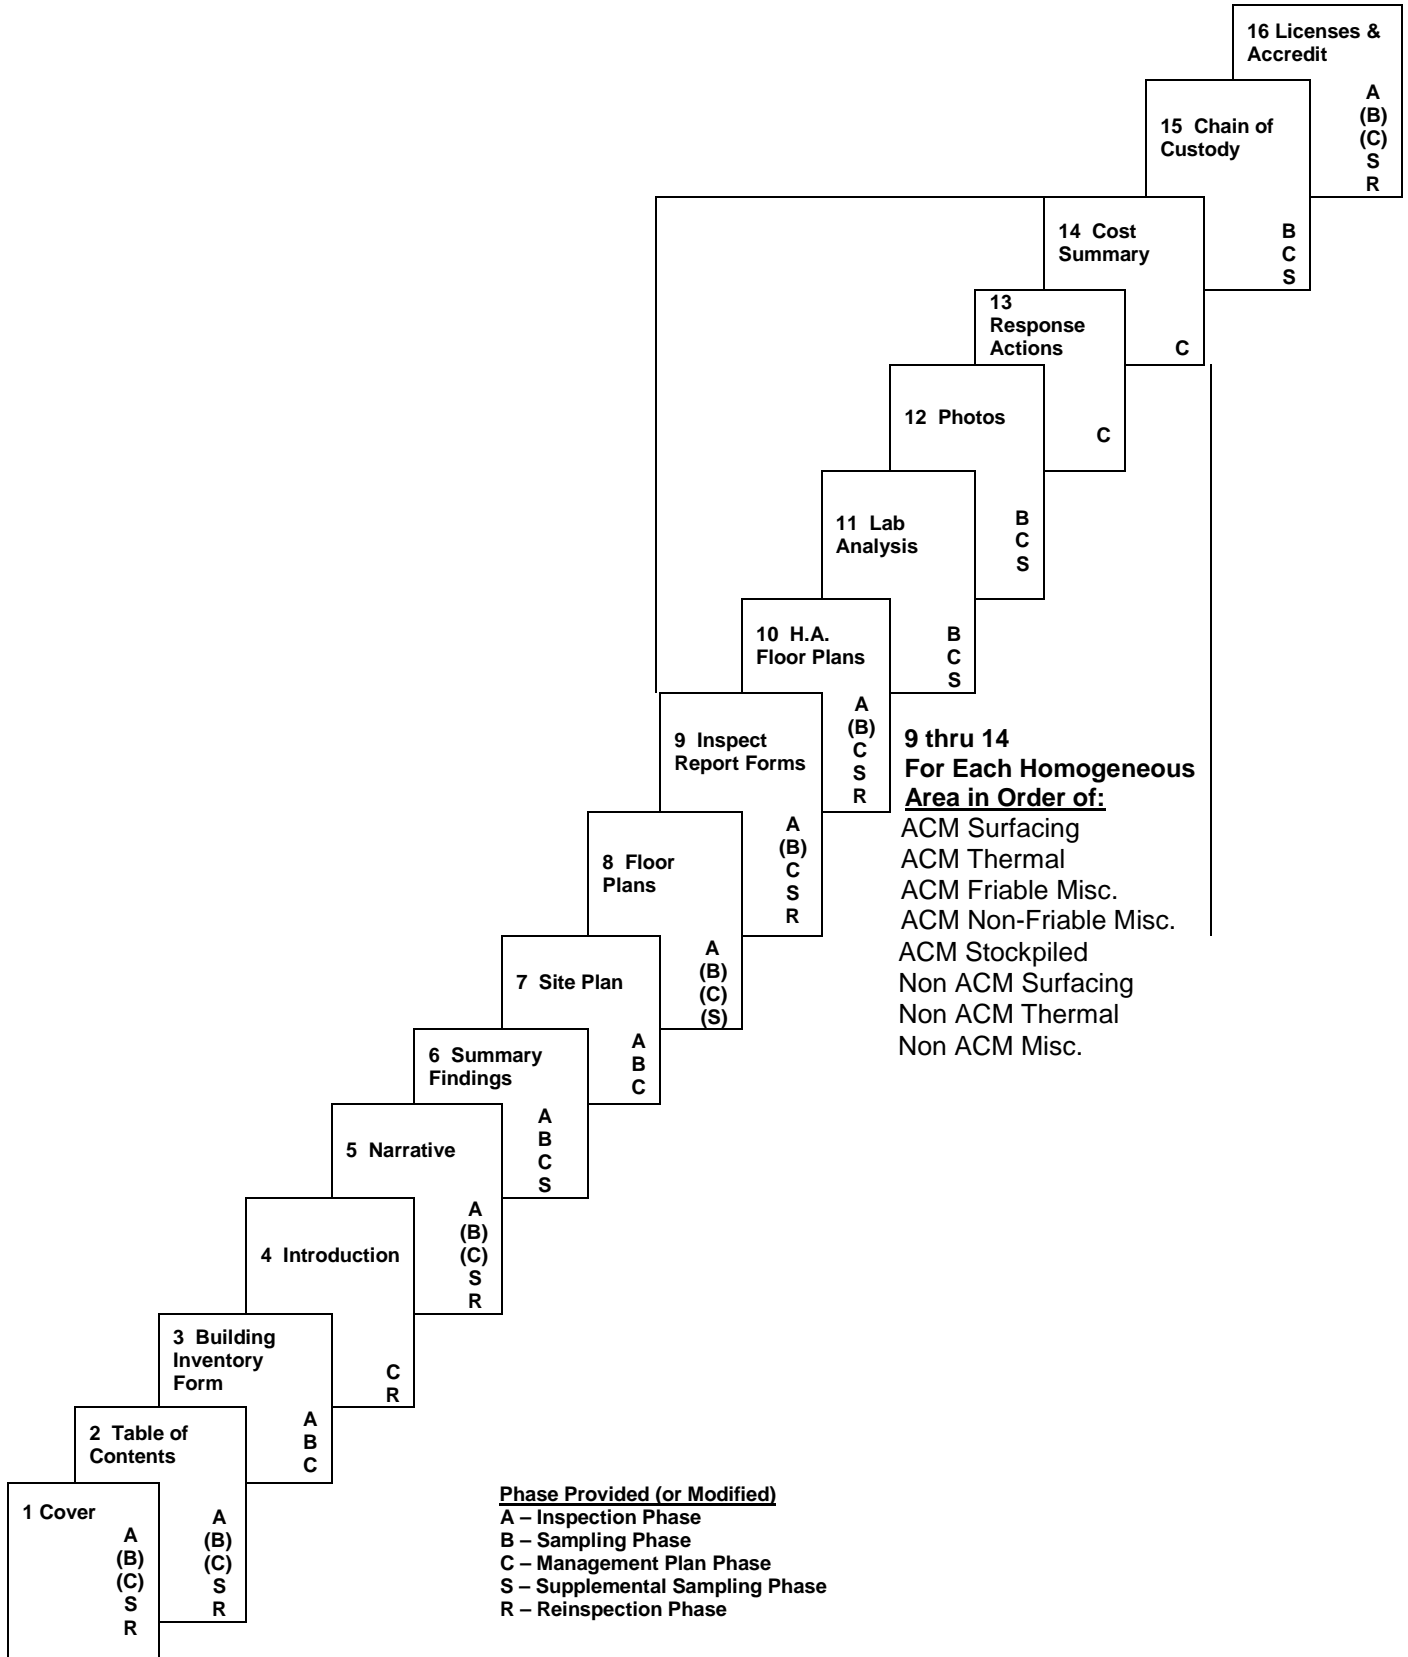 16 Licenses &
Accredit
A
(B)
(C)
S
R
15 Chain of
Custody
B
C
S
14 Cost
Summary
C
13
Response
Actions
C
12 Photos
B
C
S
11 Lab
Analysis
B
C
S
10 H.A.
Floor Plans
A
(B)
C
S
R
9 Inspect
Report Forms
A
(B)
C
S
R
9 thru 14
For Each Homogeneous
Area in Order of:
ACM Surfacing
ACM Thermal
ACM Friable Misc.
ACM Non-Friable Misc.
ACM Stockpiled
Non ACM Surfacing
Non ACM Thermal
Non ACM Misc.
8 Floor
Plans
A
(B)
(C)
(S)
7 Site Plan
A
B
C
6 Summary
Findings
A
B
C
S
5 Narrative
A
(B)
(C)
S
R
4 Introduction
C
R
3 Building
Inventory
Form
A
B
C
2 Table of
Contents
A
(B)
(C)
S
R
1 Cover
A
(B)
(C)
S
R
Phase Provided (or Modified)
A – Inspection Phase
B – Sampling Phase
C – Management Plan Phase
S – Supplemental Sampling Phase
R – Reinspection Phase